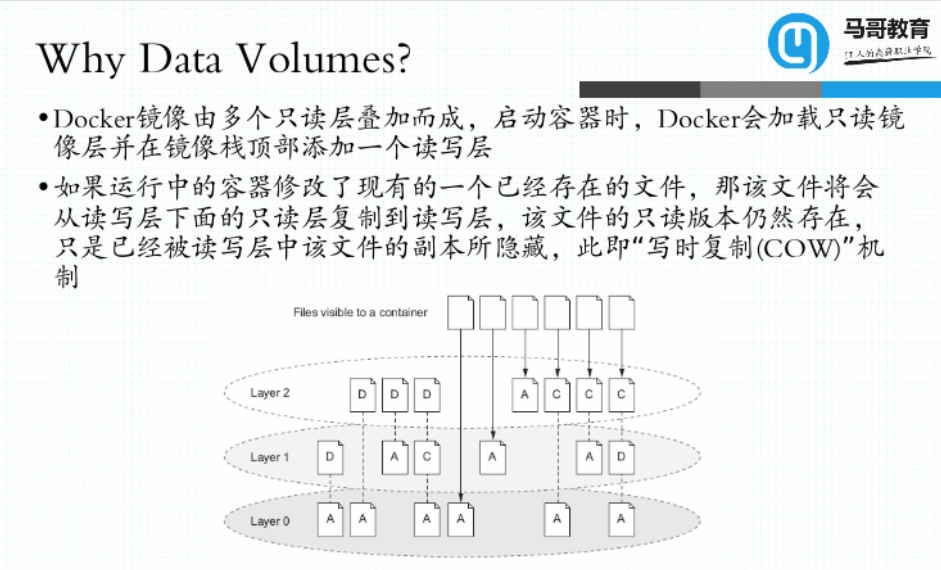 马哥教育
IT人的高薪职业学院
Why Data Volumes?
•Docker镜像由多个只读层叠加而成，启动容器时，Docker会加载只读镜
像层并在镜像栈顶部添加一个读写层
•如果运行中的容器修改了现有的一个已经存在的文件，那该文件将会
从读写层下面的只读层复制到读写层，该文件的只读版本仍然存在，
只是已经被读写层中该文件的副本所隐藏，此即“写时复制(COW)”机
制
Files visible to a container
Layer 2 D D D A C C C
Layer 1 D A C A A D
Layer 0 A A A A A A